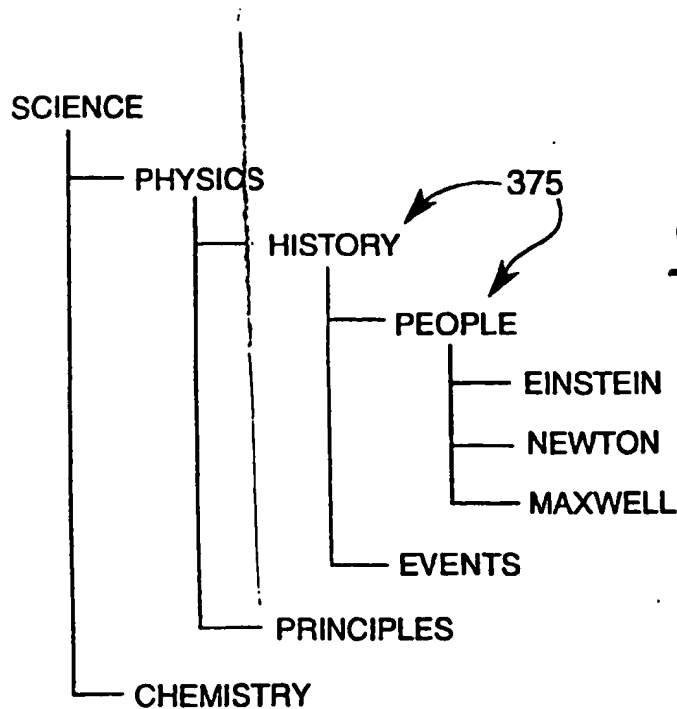 SCIENCE
PHYSICS
375
HISTORY
PEOPLE
EINSTEIN
NEWTON
MAXWELL
EVENTS
PRINCIPLES
CHEMISTRY